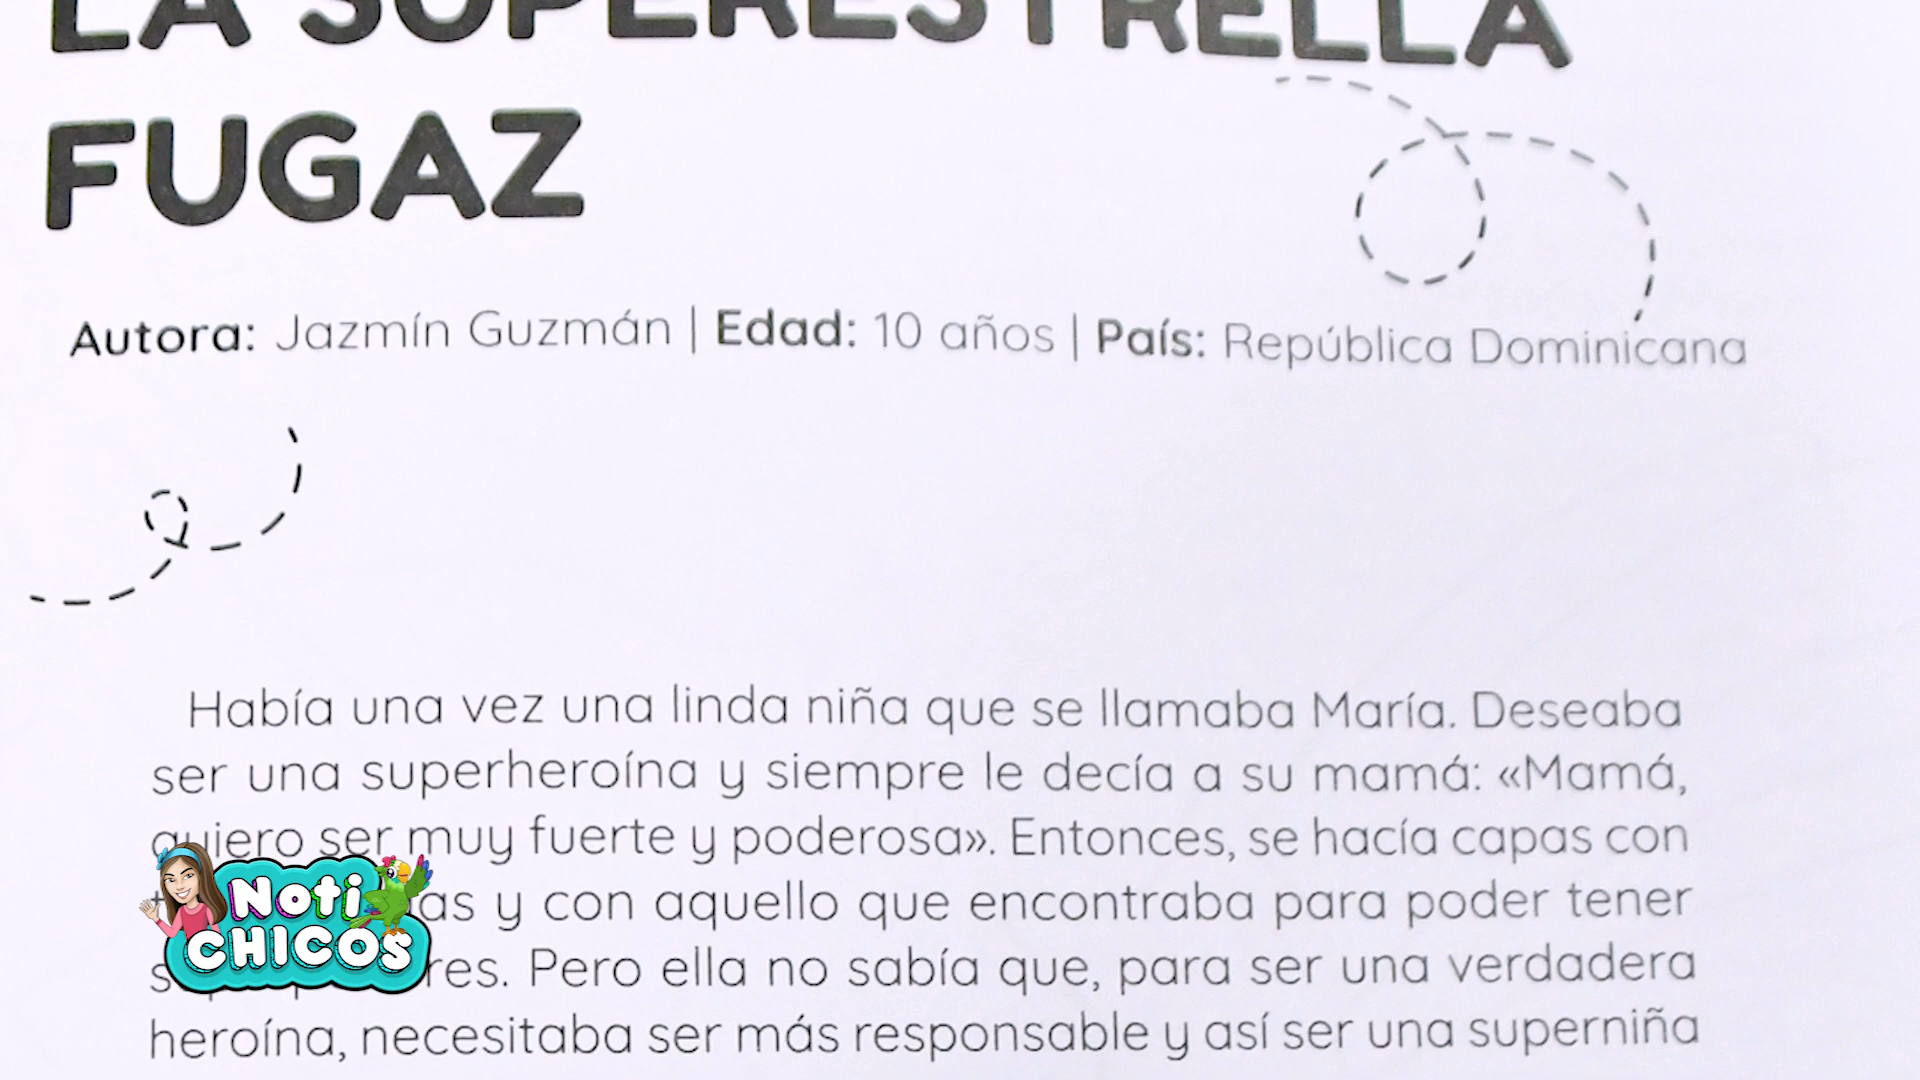 LA SUPERESTRELLA
FUGAZ
Autora: Jazmín Guzmán | Edad: 10 años | País: República Dominicana
Había una vez una linda niña que se llamaba María. Deseaba
ser una superheroína y siempre le decía a su mamá: «Mamá,
quiero ser muy fuerte y poderosa». Entonces, se hacía capas con
y con aquello que encontraba para poder tener
Pero ella no sabía que, para ser una verdadera
heroína, necesitaba ser más responsable y así ser una superniña
Noti
CHICOS